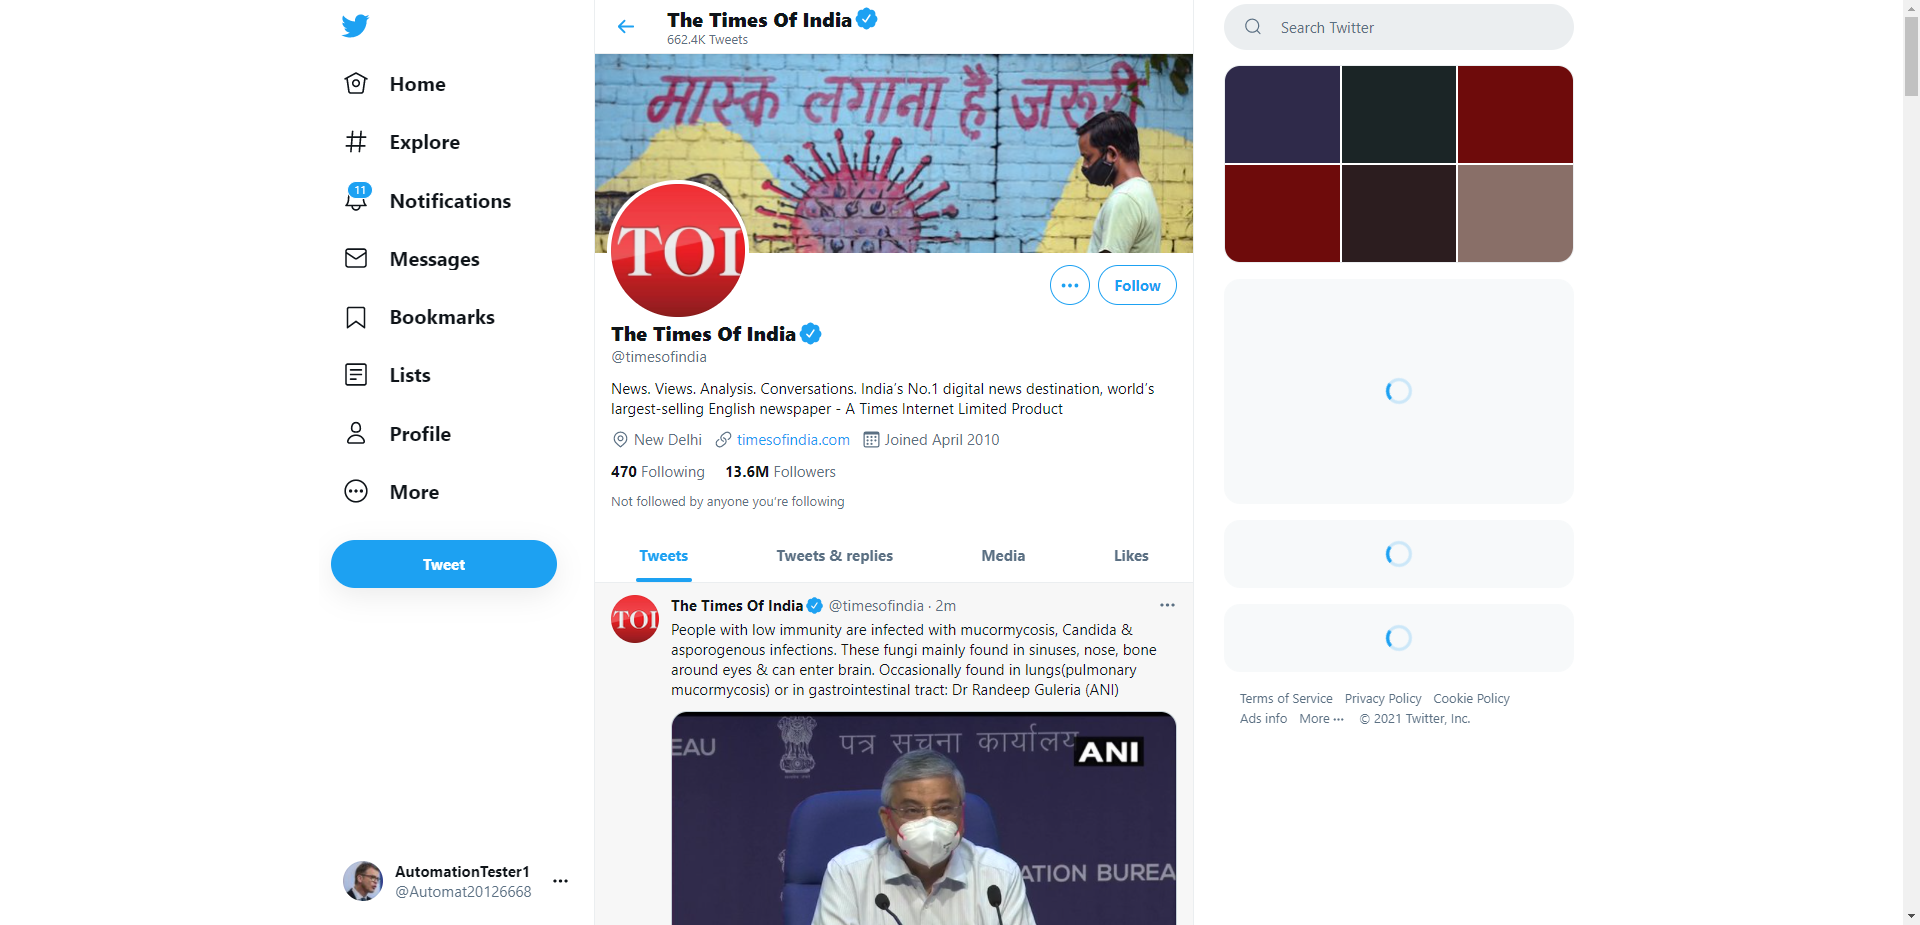 The Times Of India
662.4K Tweets
Search Twitter
Home
Explore
11
Notifications
Messages
Bookmarks
Lists
Profile
More
Tweet
AutomationTester1
@Automat20126668
मास्क लगाना है जरूरी
TOI
Follow
The Times Of India
@timesofindia
News. Views. Analysis. Conversations. India's No.1 digital news destination, world's
largest-selling English newspaper - A Times Internet Limited Product
New Delhi timesofindia.com Joined April 2010
470 Following 13.6M Followers
Not followed by anyone you're following
Tweets Tweets & replies Media Likes
TOI
The Times Of India @timesofindia · 2m
People with low immunity are infected with mucormycosis, Candida &
asporogenous infections. These fungi mainly found in sinuses, nose, bone
around eyes & can enter brain. Occasionally found in lungs(pulmonary
mucormycosis) or in gastrointestinal tract: Dr Randeep Guleria (ANI)
EAU पत्र सूचना कार्यालय ANI
ATION BUREA
Terms of Service Privacy Policy Cookie Policy
Ads info More ··· © 2021 Twitter, Inc.